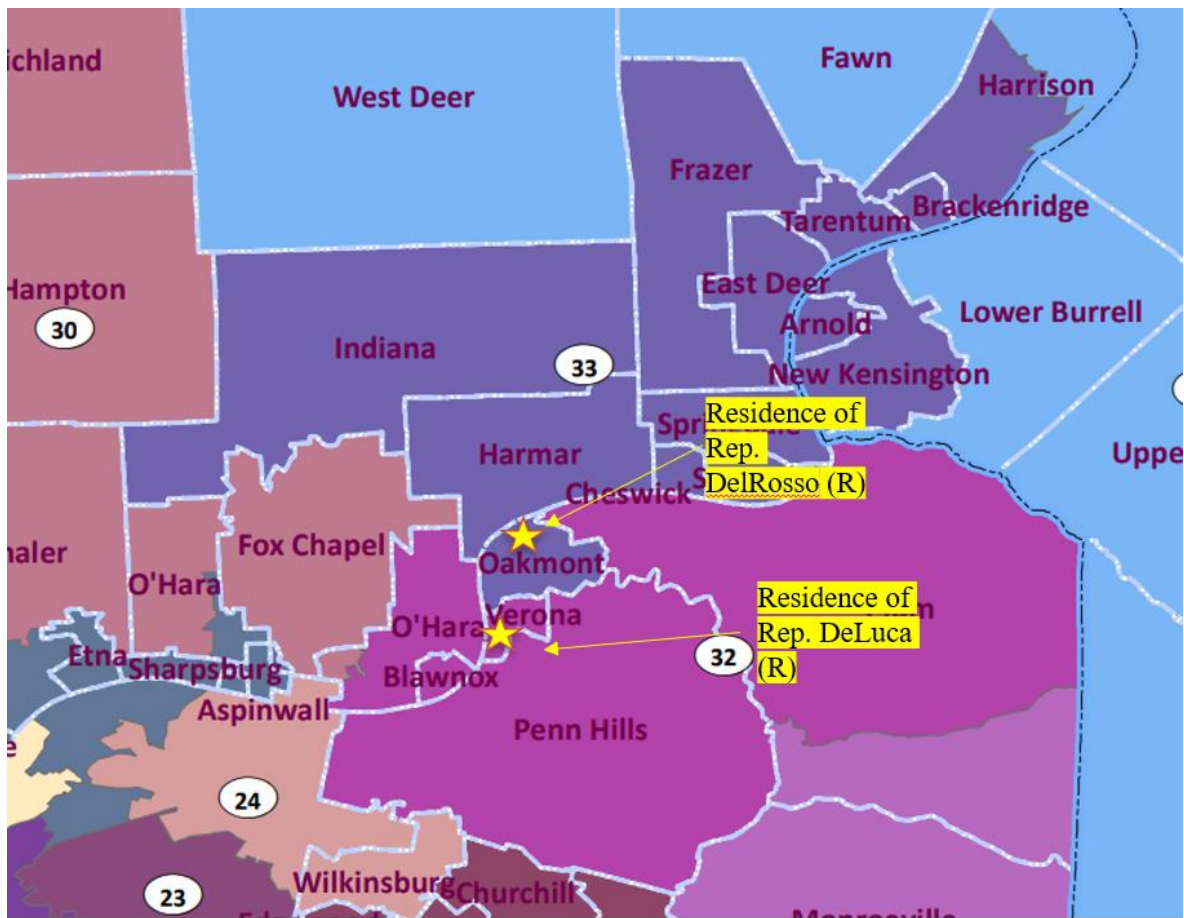 ichland
West Deer
Fawn
Harrison
Frazer
Tarentum
Brackenridge
Hampton
30
East Deer
Lower Burrell
Arnold
Indiana
33
New Kensington
Residence of
Rep.
DelRosso (R)
Harmar
Uppe
Cheswick
Fox Chapel
haler
O'Hara
Oakmont
Residence of
Rep. DeLuca
(R)
O'Hara
Verona
32
Etna
Sharpsburg
Blawnox
Aspinwall
Penn Hills
e
24
Wilkinsburg
Churchill
23